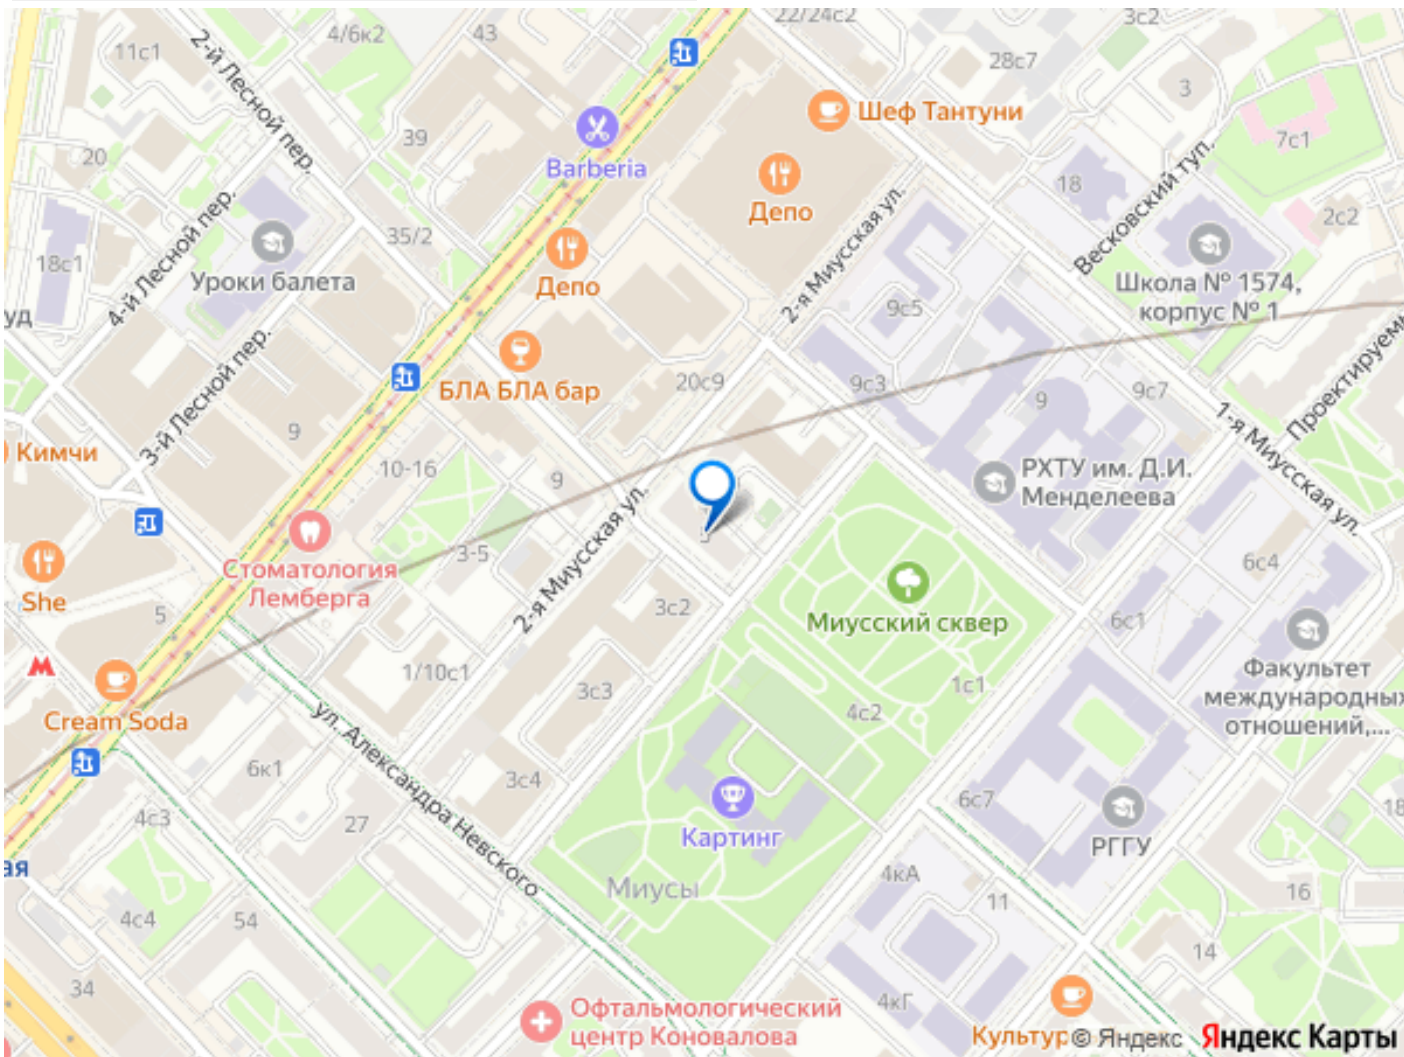 22/24с2
3с2
4/6к2
43
11с1
28с7
2-й Лесной пер.
3
Шеф Тантуни
39
7с1
20
Barberia
18
Депо
2с2
4-й Лесной пер.
35/2
2-я Миусская ул.
Весковский туп.
18с1
Уроки балета
Депо
Школа № 1574,
корпус № 1
уд
9с5
3-й Лесной пер.
БЛА БЛА бар
20с9
9с3
9
9с7
Проектируем
1-я Миусская ул.
Кимчи
9
10-16
9
РХТУ им. Д.И.
Менделеева
2-я Миусская ул.
3-5
Стоматология
Лемберга
She
5
3с2
Миусский сквер
6с4
6с1
1/10с1
3с3
1с1
4с2
Факультет
международных
отношений,...
Cream Soda
ул. Александра Невского
6к1
3с4
4с3
27
Картинг
6с7
РГГУ
18
ая
Миусы
4кА
11
16
4с4
54
14
34
4кГ
Офтальмологический
центр Коновалова
Культур
© Яндекс
Яндекс Карты